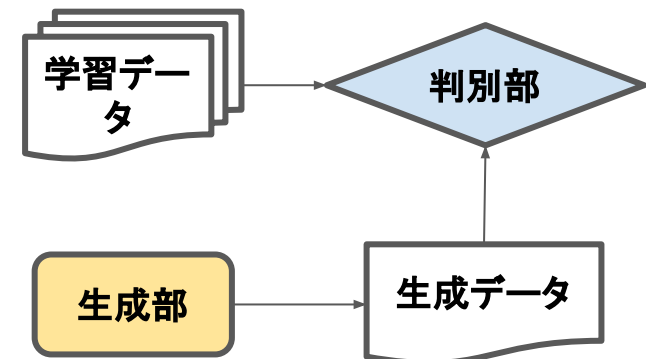 学習デー
タ
判別部
生成部
生成データ